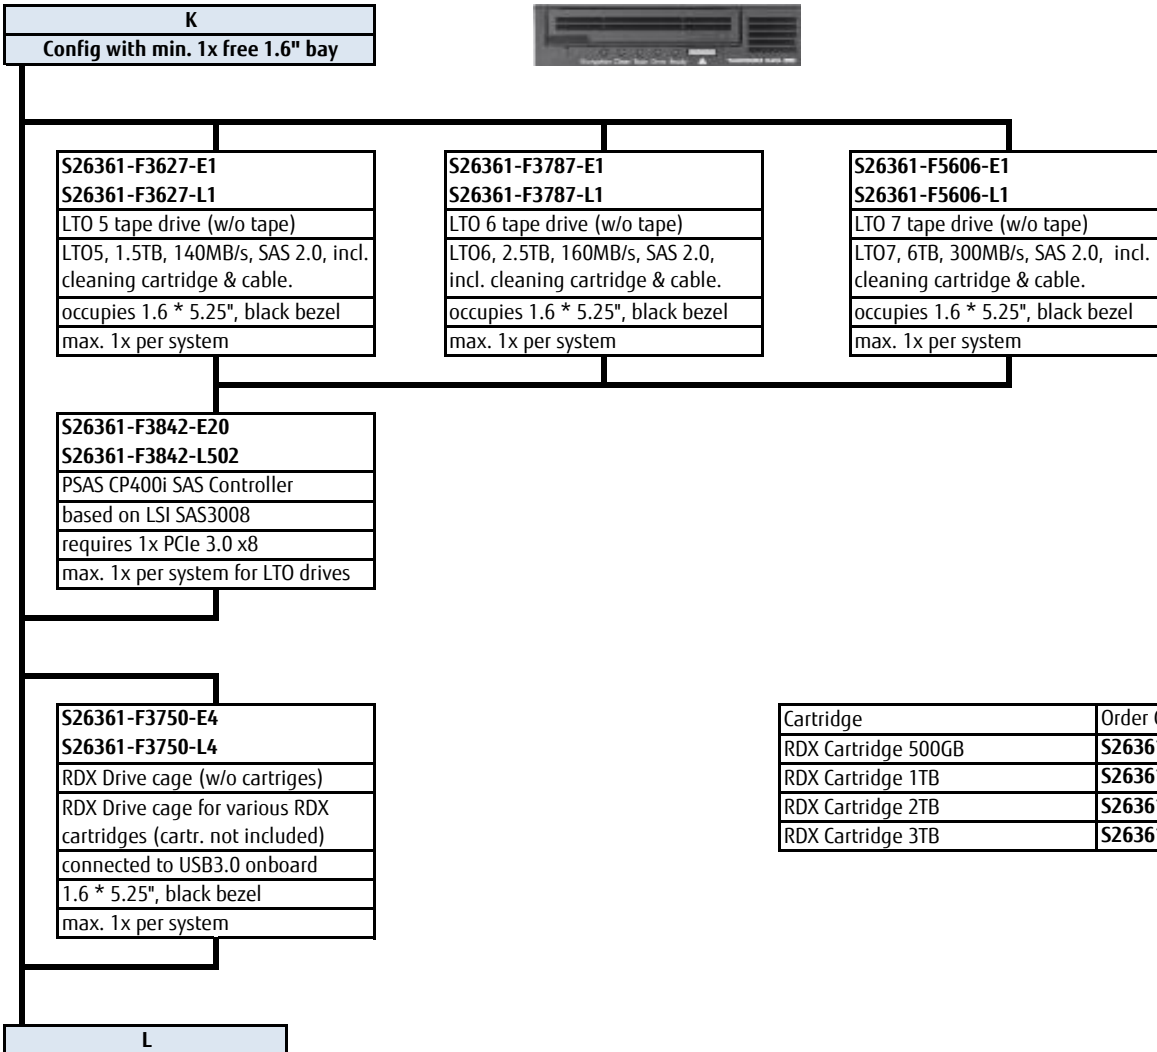 K
Config with min. 1x free 1.6" bay
S26361-F3627-E1
S26361-F3627-L1
LTO 5 tape drive (w/o tape)
LTO5, 1.5TB, 140MB/s, SAS 2.0, incl.
cleaning cartridge & cable.
occupies 1.6 * 5.25", black bezel
max. 1x per system
S26361-F3787-E1
S26361-F3787-L1
LTO 6 tape drive (w/o tape)
LTO6, 2.5TB, 160MB/s, SAS 2.0,
incl. cleaning cartridge & cable.
occupies 1.6 * 5.25", black bezel
max. 1x per system
S26361-F5606-E1
S26361-F5606-L1
LTO 7 tape drive (w/o tape)
LTO7, 6TB, 300MB/s, SAS 2.0, incl.
cleaning cartridge & cable.
occupies 1.6 * 5.25", black bezel
max. 1x per system
S26361-F3842-E20
S26361-F3842-L502
PSAS CP400i SAS Controller
based on LSI SAS3008
requires 1x PCIe 3.0 x8
max. 1x per system for LTO drives
S26361-F3750-E4
S26361-F3750-L4
RDX Drive cage (w/o cartriges)
RDX Drive cage for various RDX
cartridges (cartr. not included)
connected to USB3.0 onboard
1.6 * 5.25", black bezel
max. 1x per system
Cartridge Order
RDX Cartridge 500GB S26361
RDX Cartridge 1TB S26361
RDX Cartridge 2TB S26361
RDX Cartridge 3TB S26361
L